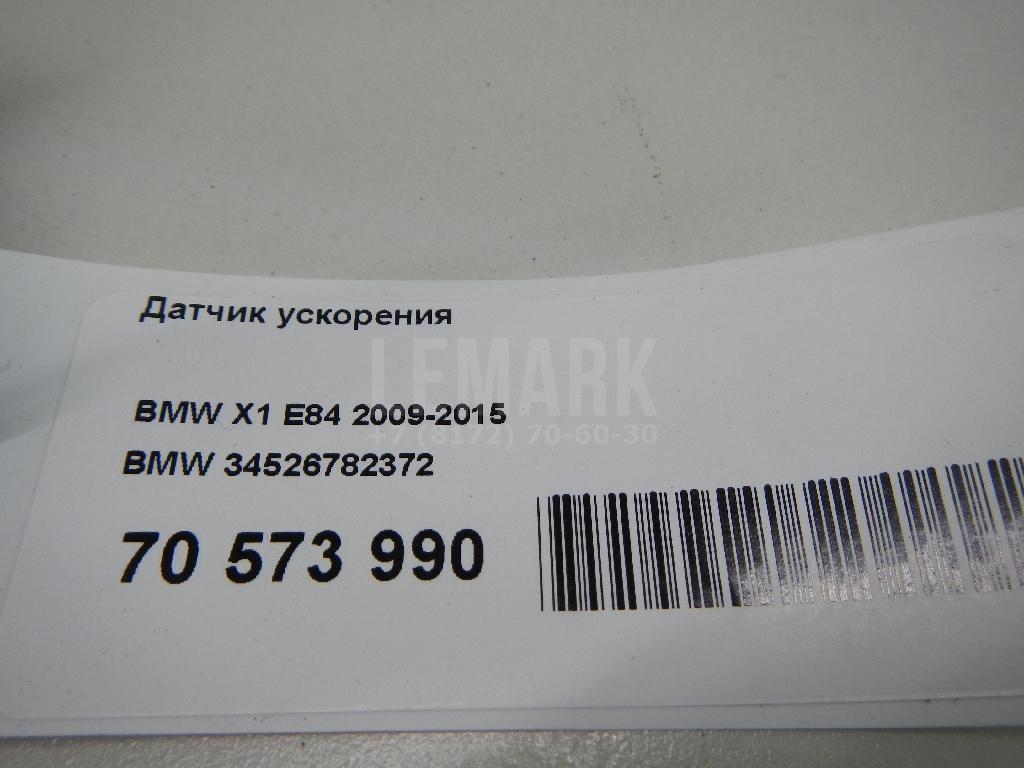 Датчик ускорения
LEMARK
BMW X1 E84 2009-2015
+7 (8172) 70-60-30
BMW 34526782372
70 573 990